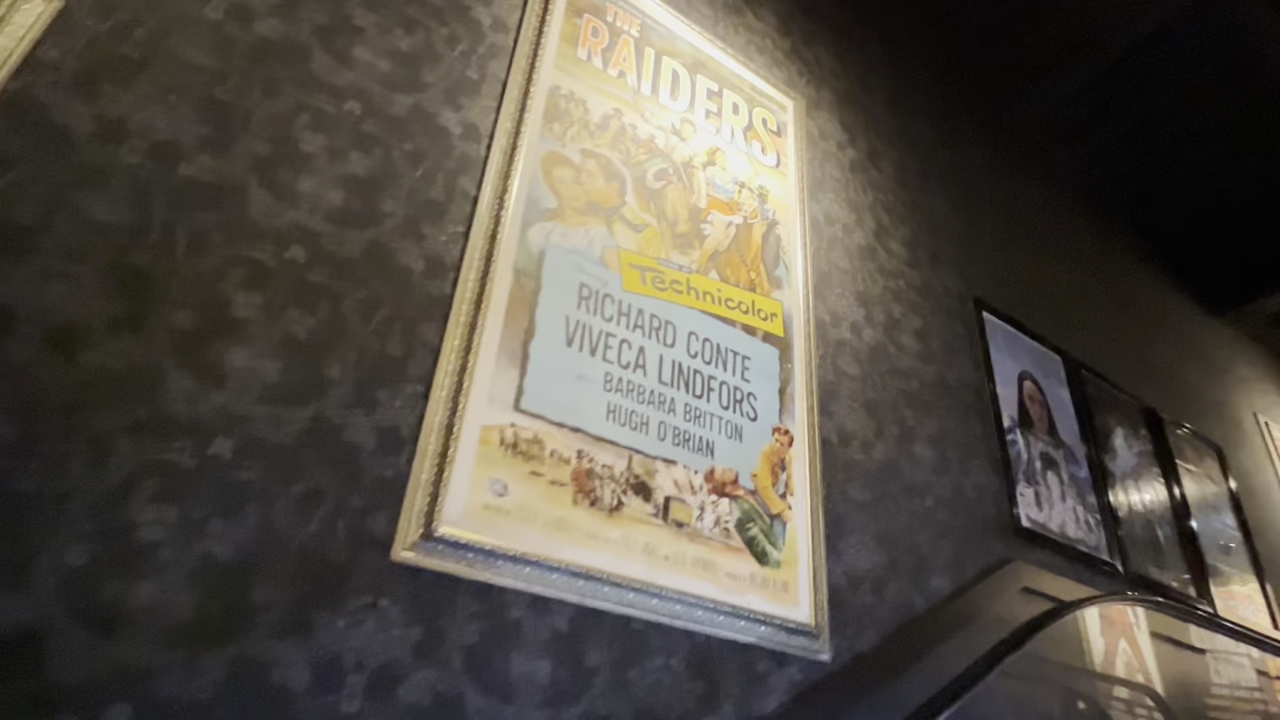 THE
RAIDERS
Technicolor
RICHARD CONTE
VIVECA LINDFORS
BARBARA BRITTON
HUGH O'BRIAN